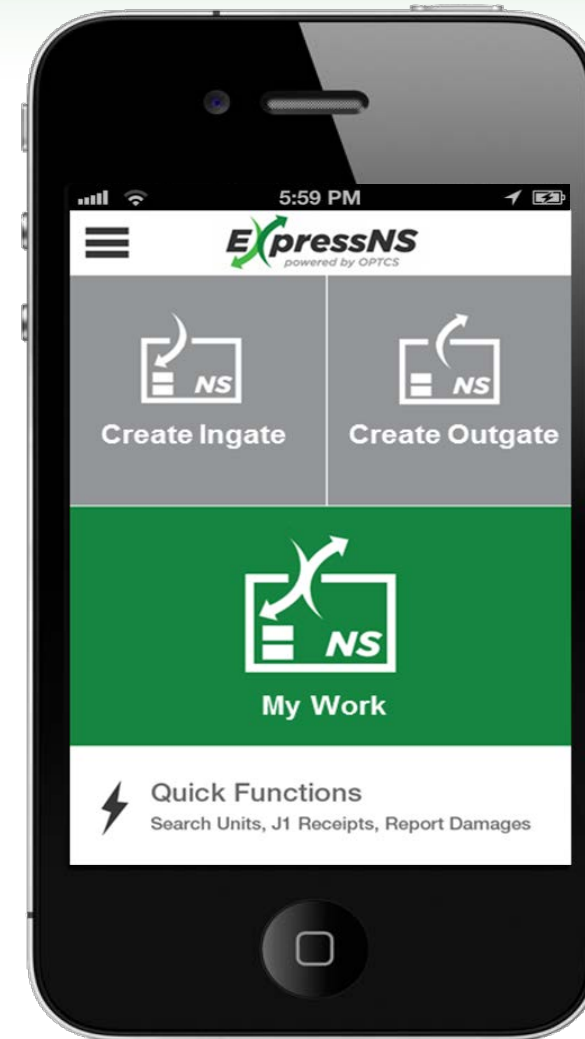 5:59 PM
ExpressNS
powered by OPTCS
NS
NS
Create Ingate
Create Outgate
NS
My Work
Quick Functions
Search Units, J1 Receipts, Report Damages